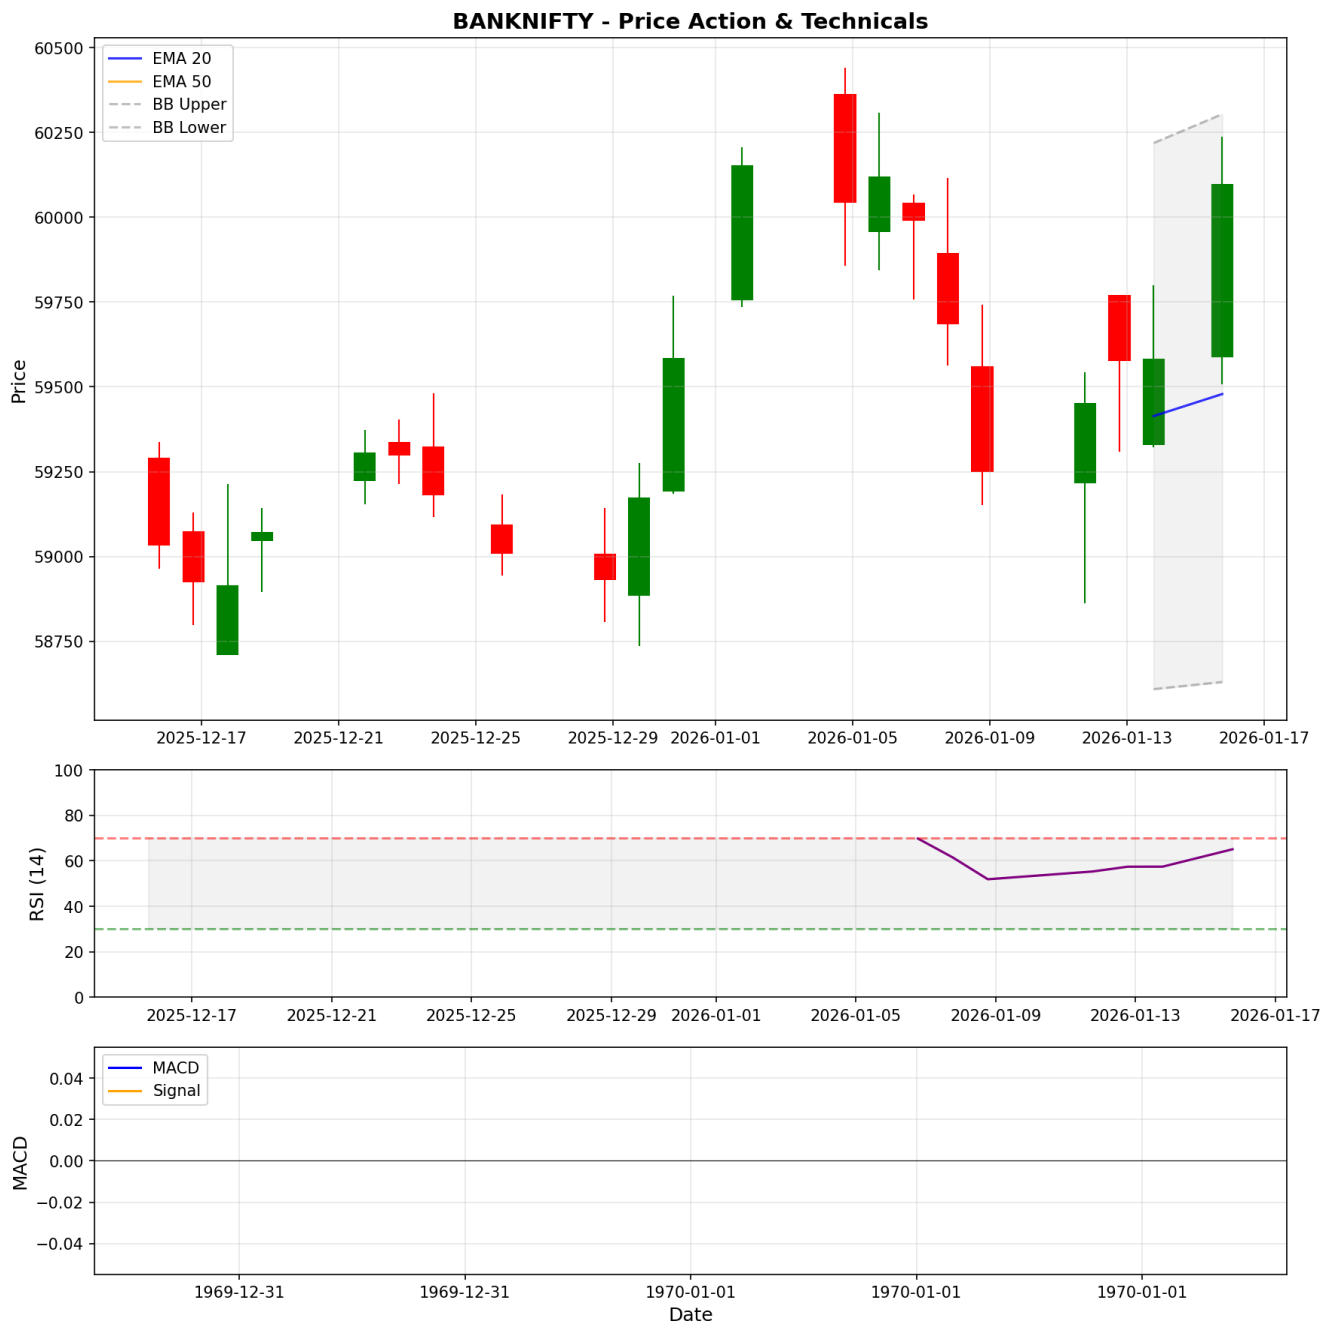 BANKNIFTY - Price Action & Technicals
EMA 20
EMA 50
BB Upper
BB Lower
60500
60250
60000
59750
59500
59250
59000
58750
Price
2025-12-17 2025-12-21 2025-12-25 2025-12-29 2026-01-01 2026-01-05 2026-01-09 2026-01-13 2026-01-17
100
80
60
40
20
0
RSI (14)
2025-12-17 2025-12-21 2025-12-25 2025-12-29 2026-01-01 2026-01-05 2026-01-09 2026-01-13 2026-01-17
MACD
Signal
0.04
0.02
0.00
−0.02
−0.04
MACD
1969-12-31 1969-12-31 1970-01-01 1970-01-01 1970-01-01
Date